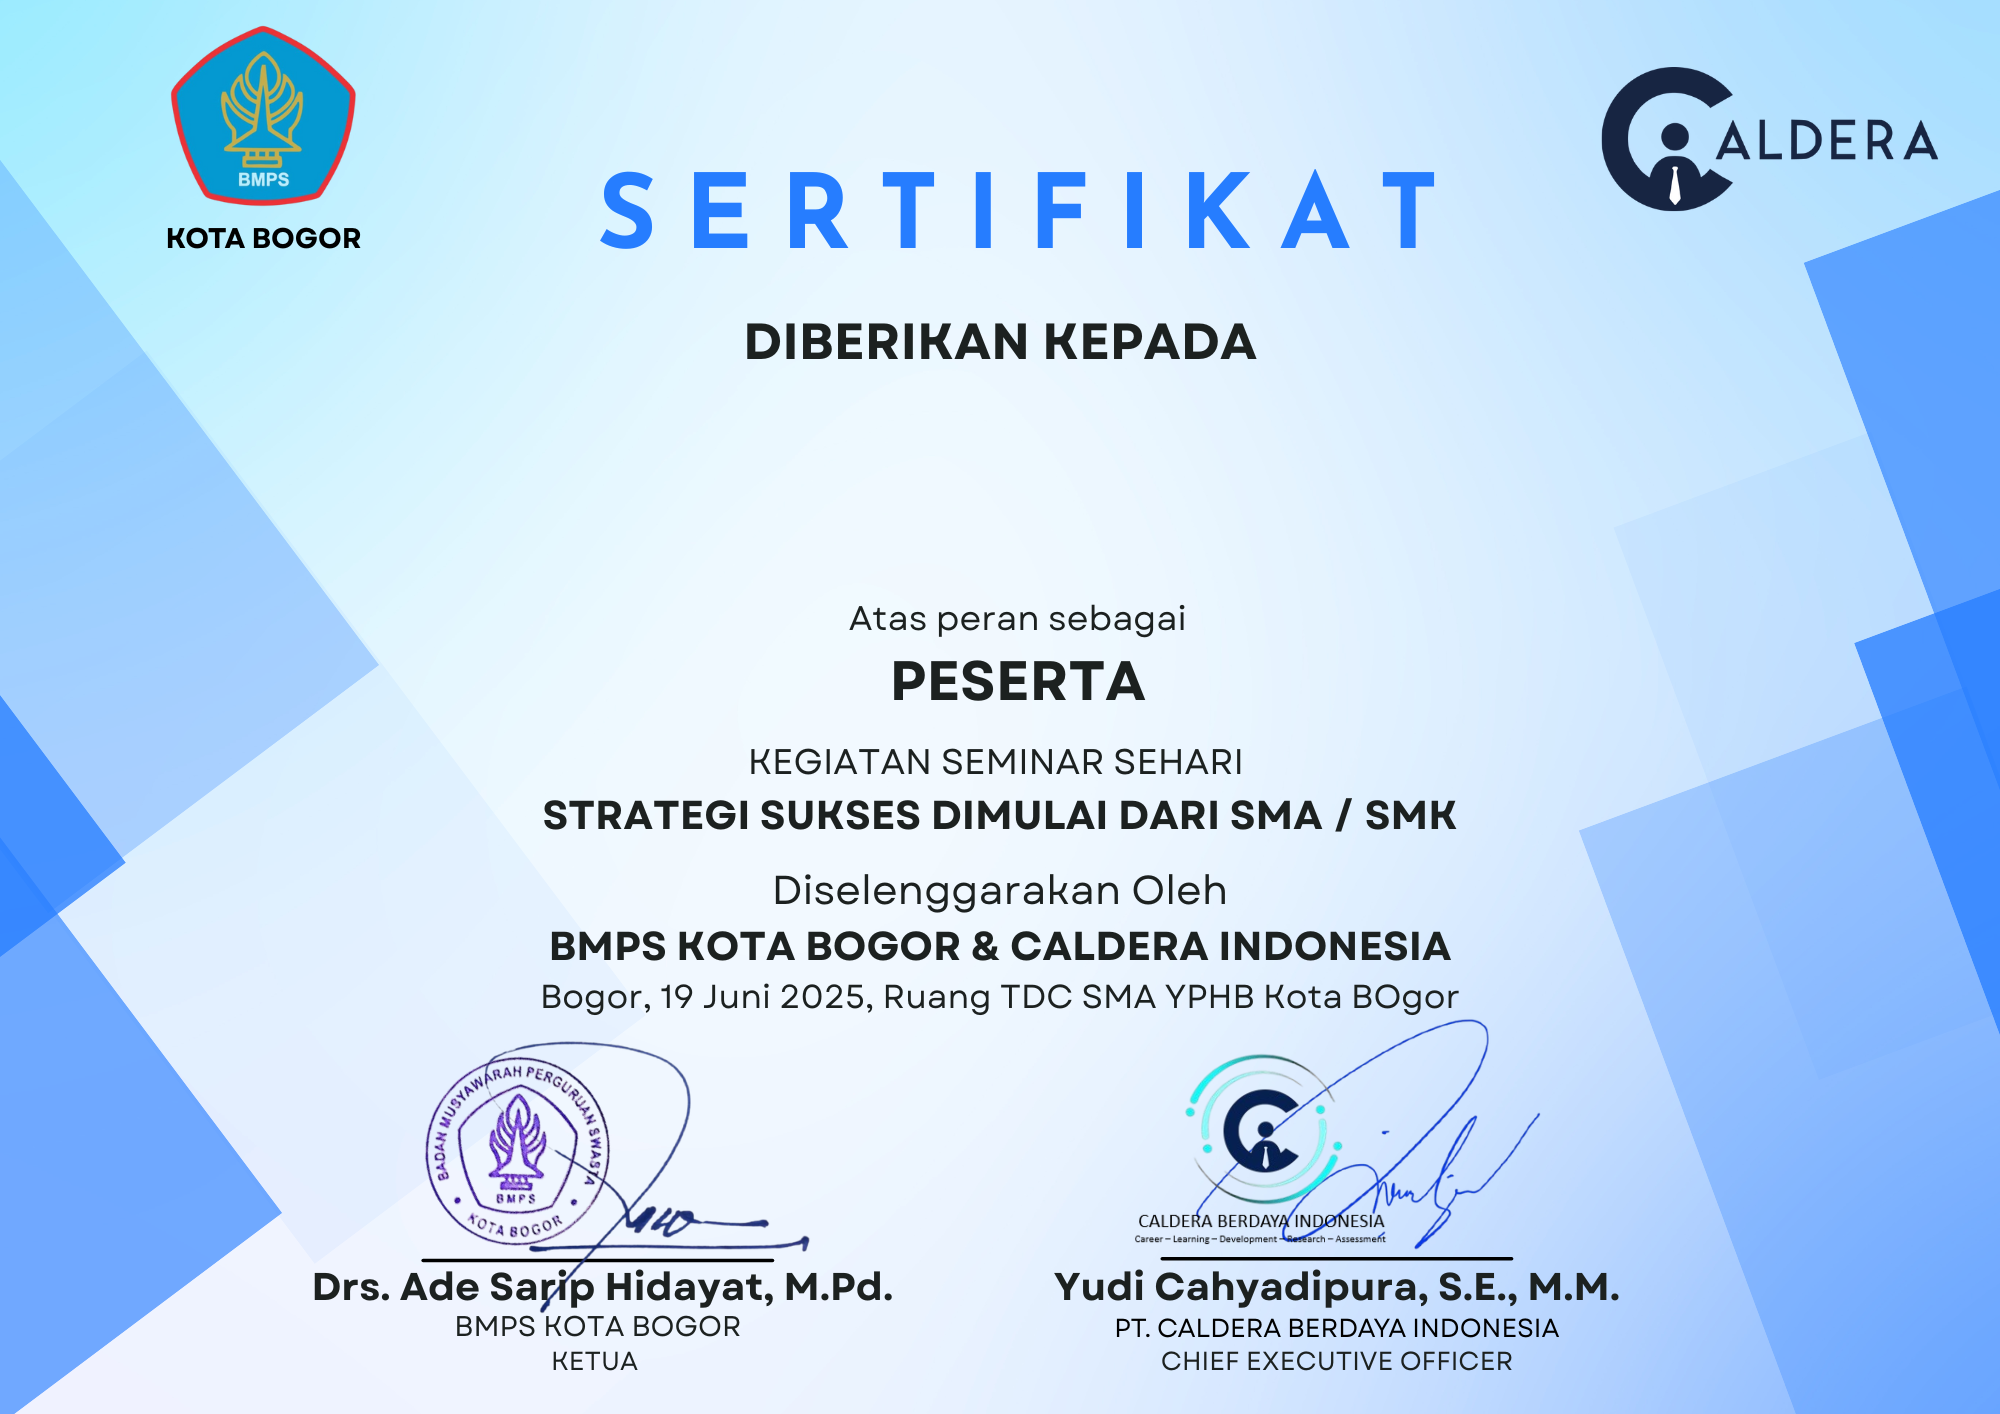 BMPS
KOTA BOGOR
CALDERA
SERTIFIKAT
DIBERIKAN KEPADA
Atas peran sebagai
PESERTA
KEGIATAN SEMINAR SEHARI
STRATEGI SUKSES DIMULAI DARI SMA / SMK
Diselenggarakan Oleh
BMPS KOTA BOGOR & CALDERA INDONESIA
Bogor, 19 Juni 2025, Ruang TDC SMA YPHB Kota BOgor
BADAN MUSYAWARAH PERGURUAN SWASTA
BMPS
KOTA BOGOR
CALDERA BERDAYA INDONESIA
Career – Learning – Development – Research – Assessment
Drs. Ade Sarip Hidayat, M.Pd.
BMPS KOTA BOGOR
KETUA
Yudi Cahyadipura, S.E., M.M.
PT. CALDERA BERDAYA INDONESIA
CHIEF EXECUTIVE OFFICER